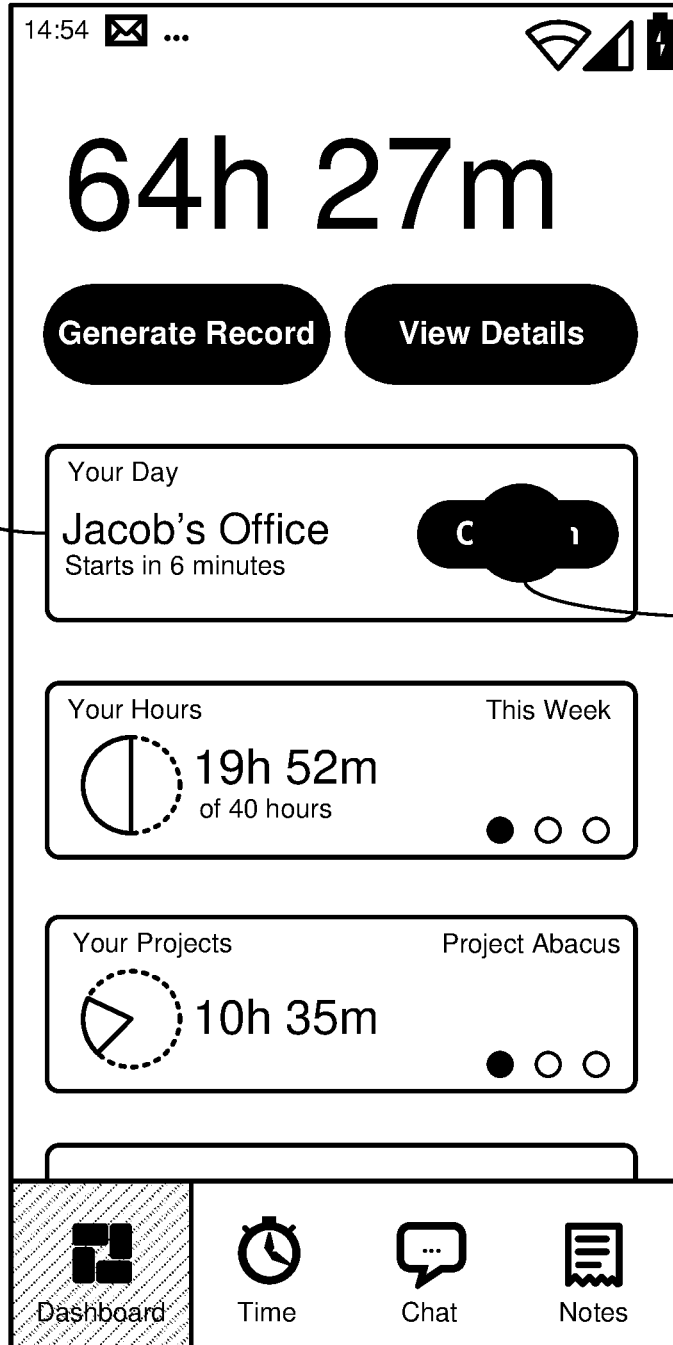 14:54
64h 27m
Generate Record
View Details
Your Day
Jacob's Office
Starts in 6 minutes
Your Hours
This Week
19h 52m
of 40 hours
Your Projects
Project Abacus
10h 35m
Dashboard
Time
Chat
Notes